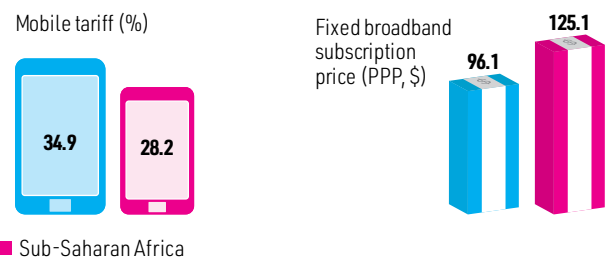 Mobile tariff (%)
34.9
28.2
Fixed broadband
subscription
price (PPP, $)
96.1
125.1
Sub-Saharan Africa